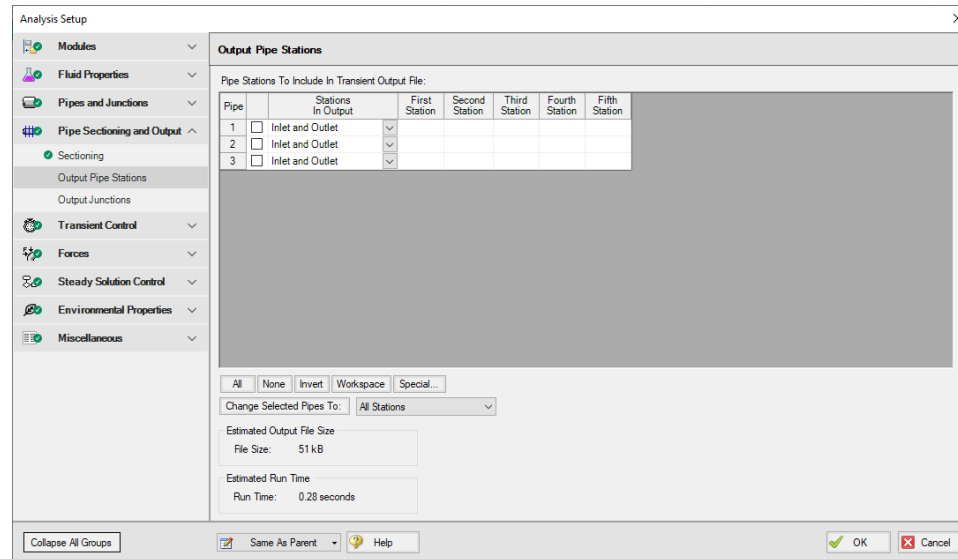 Analysis Setup
Modules
Fluid Properties
Pipes and Junctions
Pipe Sectioning and Output
Sectioning
Output Pipe Stations
Output Junctions
Transient Control
Forces
Steady Solution Control
Environmental Properties
Miscellaneous
Collapse All Groups
Output Pipe Stations
Pipe Stations To Include In Transient Output File:
Pipe Stations In Output First Station Second Station Third Station Fourth Station Fifth Station
1 Inlet and Outlet
2 Inlet and Outlet
3 Inlet and Outlet
All None Invert Workspace Special...
Change Selected Pipes To: All Stations
Estimated Output File Size
File Size: 51 kB
Estimated Run Time
Run Time: 0.28 seconds
Same As Parent Help OK Cancel